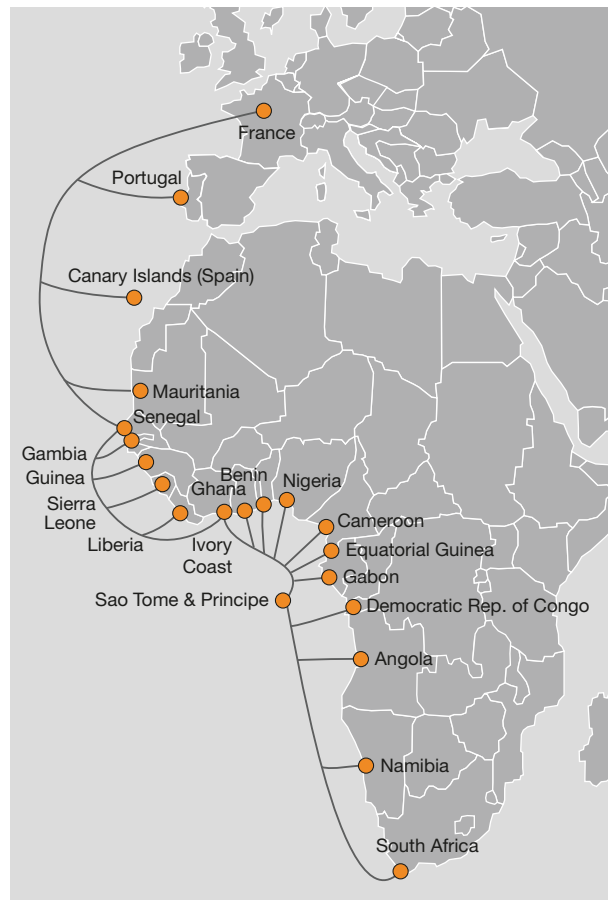 France
Portugal
Canary Islands (Spain)
Mauritania
Senegal
Gambia
Guinea
Sierra
Leone
Liberia
Ivory
Coast
Ghana
Benin
Nigeria
Cameroon
Equatorial Guinea
Gabon
Sao Tome & Principe
Democratic Rep. of Congo
Angola
Namibia
South Africa